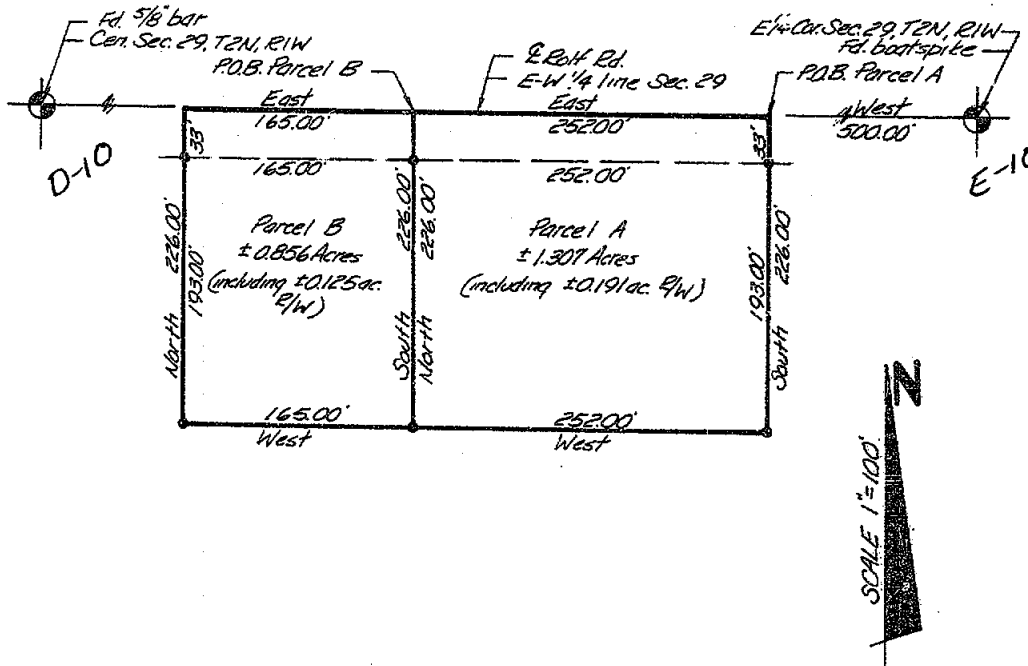 Fd. 5/8" bar
Cen. Sec. 29, T2N, R1W
P.O.B. Parcel B
℄ Rolf Rd.
E-W 1/4 line Sec. 29
E 1/4 Cor. Sec. 29, T2N, R1W
Fd. boatspike
P.O.B. Parcel A
East
165.00'
East
252.00'
West
500.00'
D-10
E-10
33'
165.00'
252.00'
33'
North 226.00'
193.00'
Parcel B
±0.856 Acres
(including ±0.125 ac.
R/W)
South 226.00'
North 226.00'
Parcel A
±1.307 Acres
(including ±0.191 ac. R/W)
193.00'
South 226.00'
165.00'
West
252.00'
West
N
SCALE 1"=100'